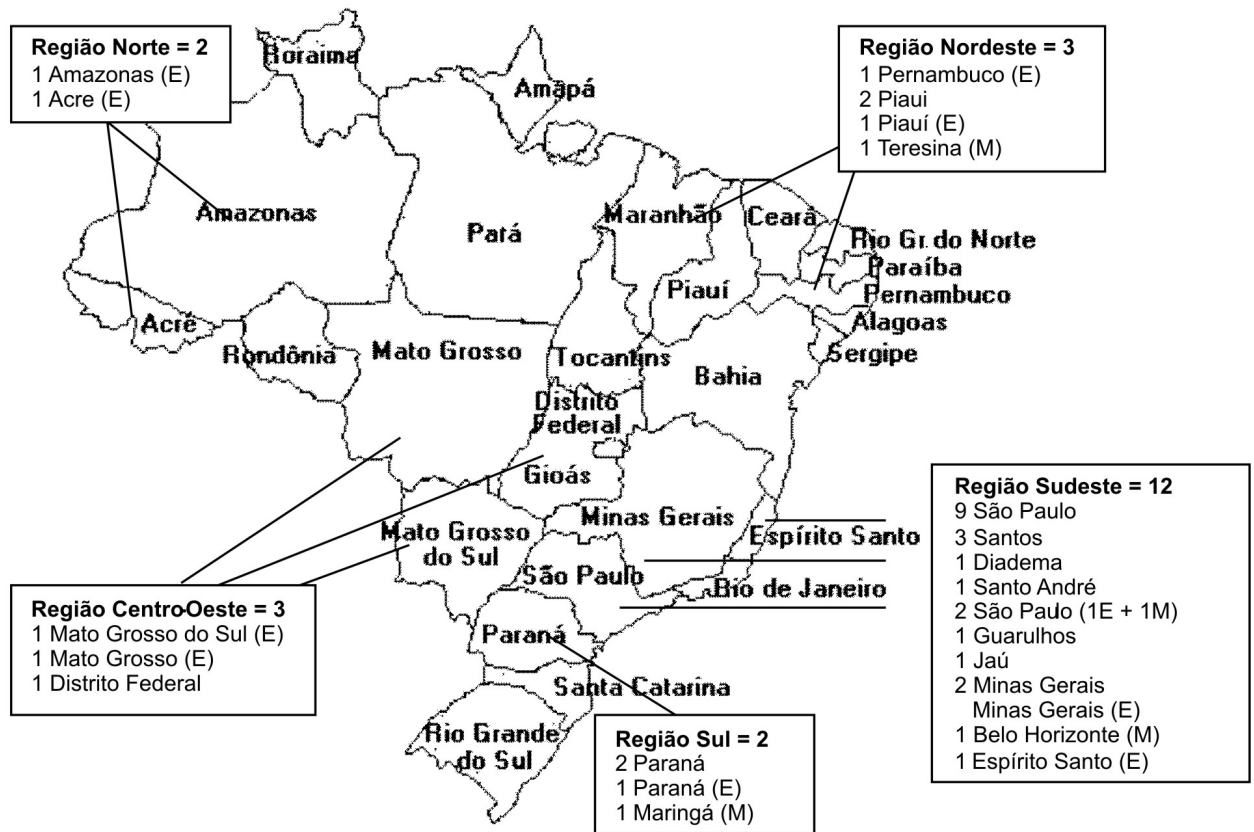 Região Norte = 2
1 Amazonas (E)
1 Acre (E)
Região Nordeste = 3
1 Pernambuco (E)
2 Piaui
1 Piauí (E)
1 Teresina (M)
Roraima
Amapá
Amazonas
Pará
Maranhão
Ceará
Rio Gr. do Norte
Paraíba
Piauí
Pernambuco
Alagoas
Sergipe
Acre
Rondônia
Mato Grosso
Tocantins
Bahia
Distrito
Federal
Gioás
Minas Gerais
Espírito Santo
Mato Grosso
do Sul
São Paulo
Rio de Janeiro
Paraná
Santa Catarina
Rio Grande
do Sul
Região Centro-Oeste = 3
1 Mato Grosso do Sul (E)
1 Mato Grosso (E)
1 Distrito Federal
Região Sul = 2
2 Paraná
1 Paraná (E)
1 Maringá (M)
Região Sudeste = 12
9 São Paulo
3 Santos
1 Diadema
1 Santo André
2 São Paulo (1E + 1M)
1 Guarulhos
1 Jaú
2 Minas Gerais
Minas Gerais (E)
1 Belo Horizonte (M)
1 Espírito Santo (E)